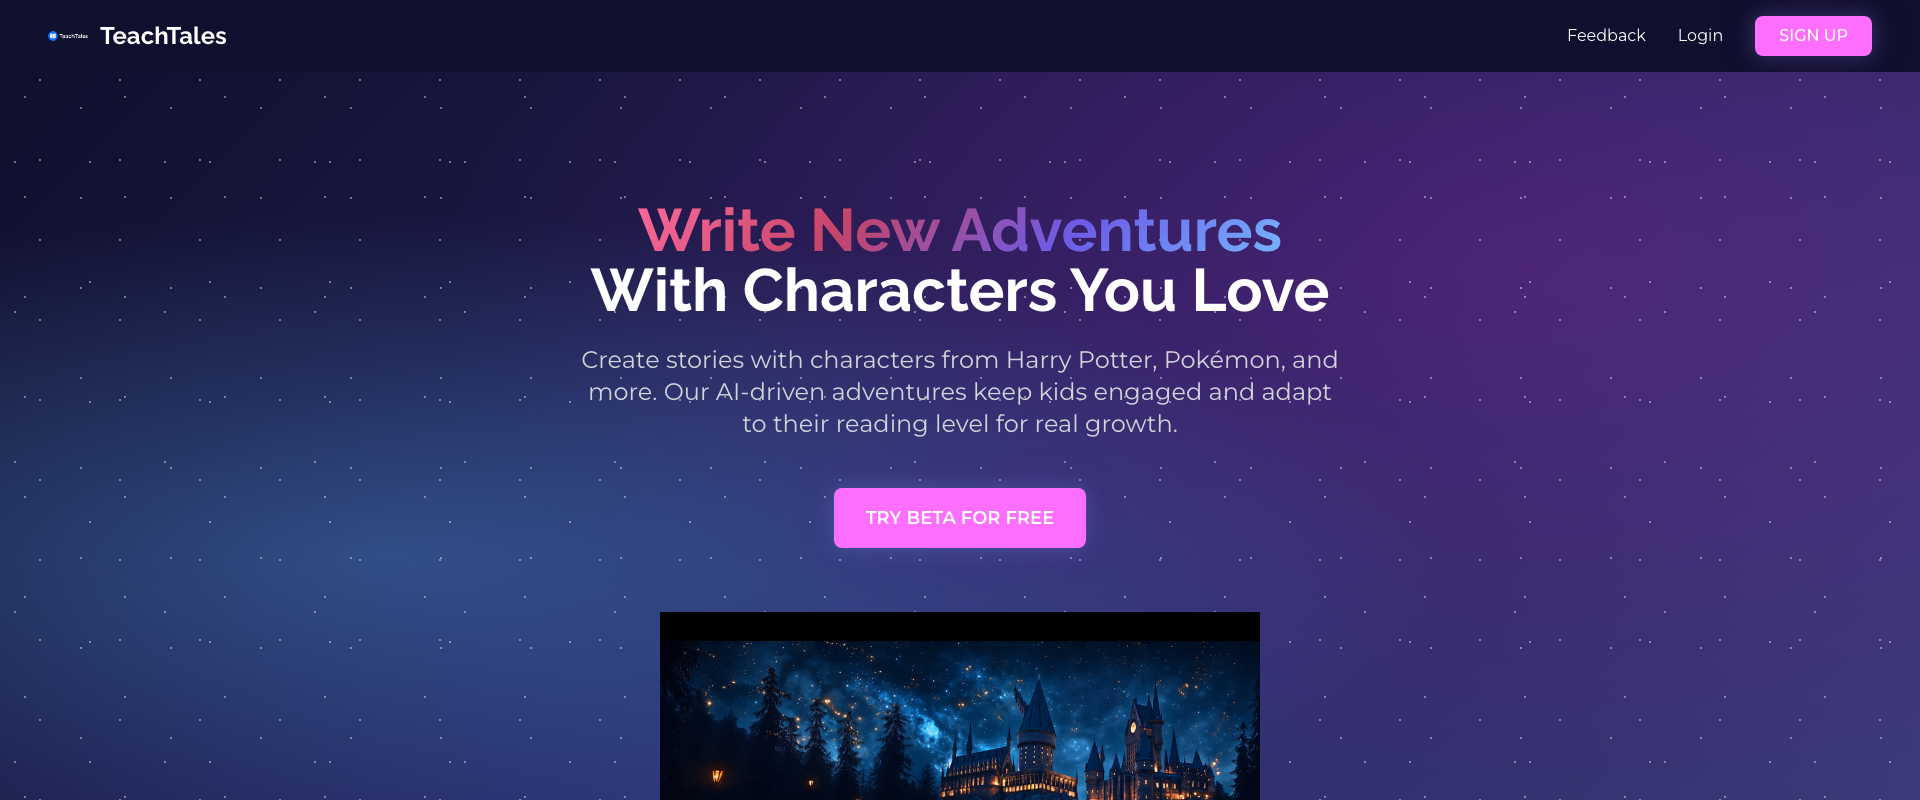 TeachTales TeachTales
Feedback Login SIGN UP
Write New Adventures
With Characters You Love
Create stories with characters from Harry Potter, Pokémon, and
more. Our AI-driven adventures keep kids engaged and adapt
to their reading level for real growth.
TRY BETA FOR FREE